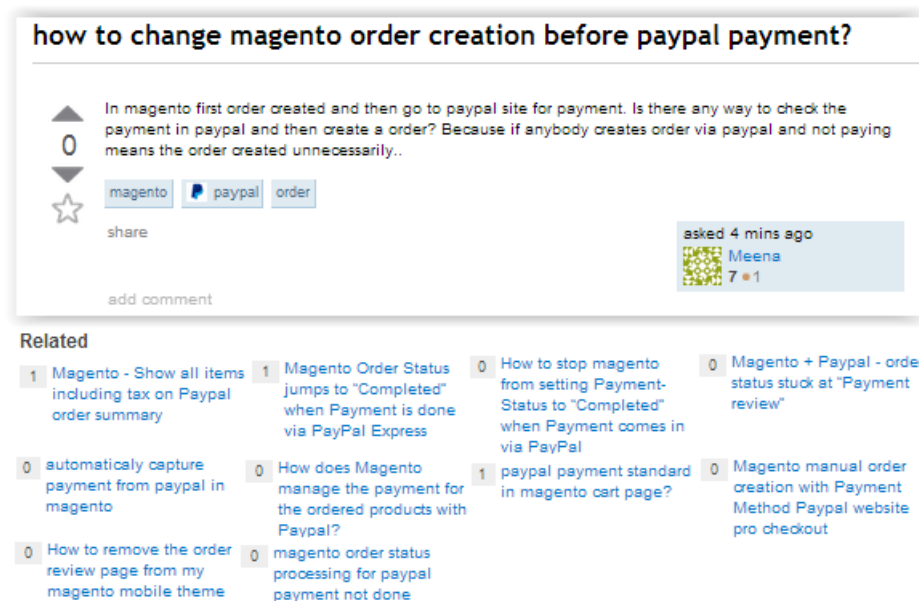 how to change magento order creation before paypal payment?
In magento first order created and then go to paypal site for payment. Is there any way to check the
payment in paypal and then create a order? Because if anybody creates order via paypal and not paying
means the order created unnecessarily..
0
magento
paypal
order
share
asked 4 mins ago
Meena
7 1
add comment
Related
1 Magento - Show all items
including tax on Paypal
order summary
1 Magento Order Status
jumps to "Completed"
when Payment is done
via PayPal Express
0 How to stop magento
from setting Payment-
Status to "Completed"
when Payment comes in
via PayPal
0 Magento + Paypal - orde
status stuck at "Payment
review"
0 automaticaly capture
payment from paypal in
magento
0 How does Magento
manage the payment for
the ordered products with
Paypal?
1 paypal payment standard
in magento cart page?
0 Magento manual order
creation with Payment
Method Paypal website
pro checkout
0 How to remove the order
review page from my
magento mobile theme
0 magento order status
processing for paypal
payment not done